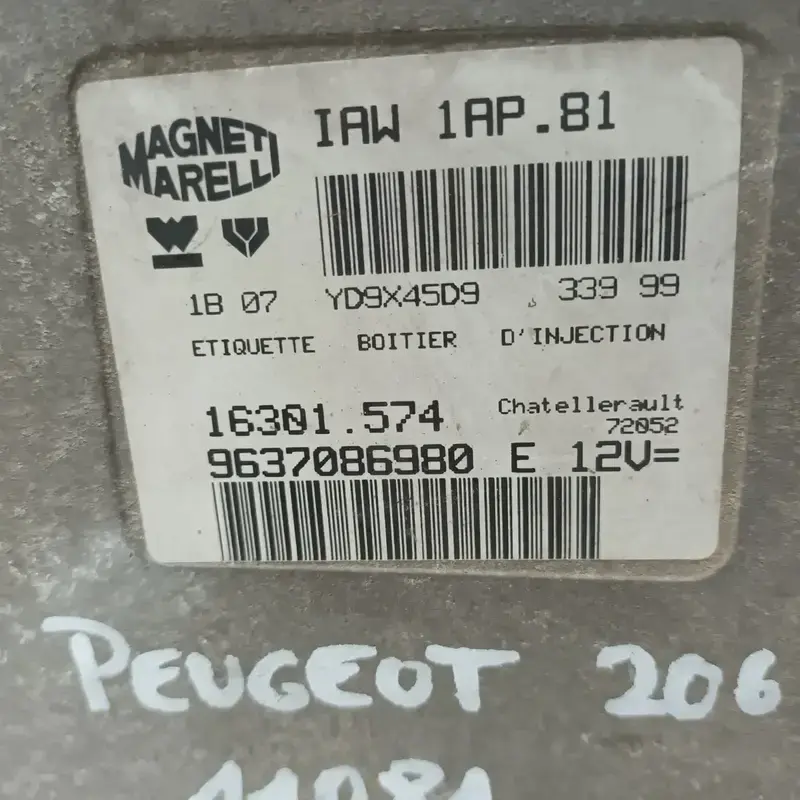 MAGNETI MARELLI
IAW 1AP.81
1B 07 YD9X45D9 339 99
ETIQUETTE BOITIER D'INJECTION
16301.574 Chatellerault
72052
9637086980 E 12V=
PEUGEOT 206